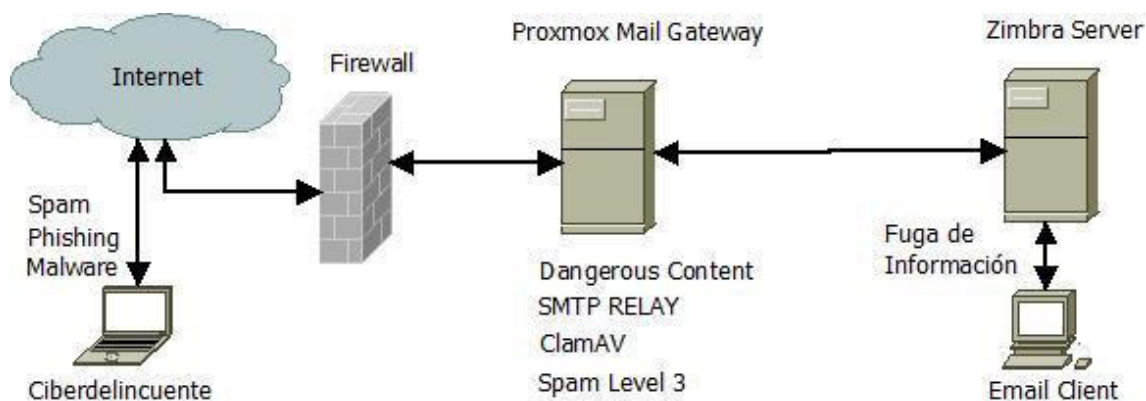 Internet
Firewall
Proxmox Mail Gateway
Zimbra Server
Spam
Phishing
Malware
Ciberdelincuente
Dangerous Content
SMTP RELAY
ClamAV
Spam Level 3
Fuga de
Información
Email Client